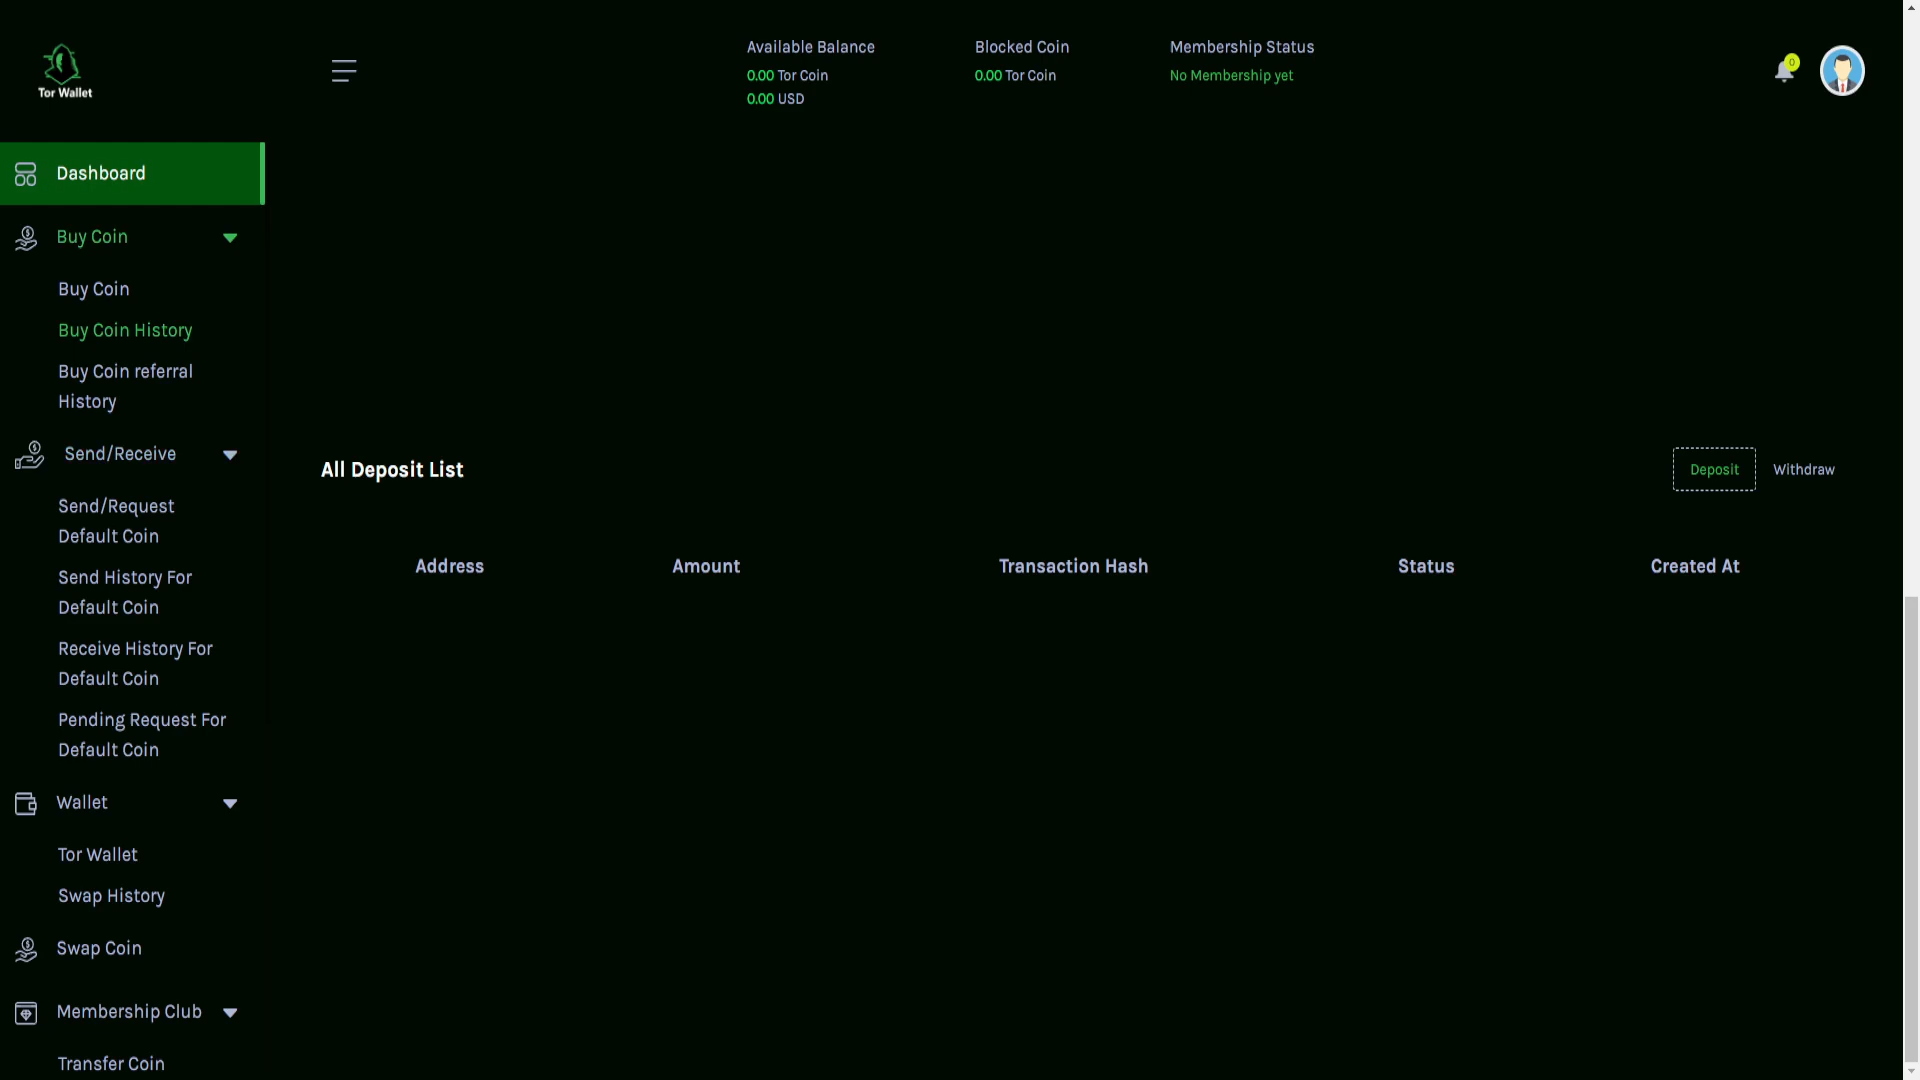 Tor Wallet
Available Balance
0.00 Tor Coin
0.00 USD
Blocked Coin
0.00 Tor Coin
Membership Status
No Membership yet
0
Dashboard
Buy Coin
Buy Coin
Buy Coin History
Buy Coin referral
History
Send/Receive
Send/Request
Default Coin
Send History For
Default Coin
Receive History For
Default Coin
Pending Request For
Default Coin
Wallet
Tor Wallet
Swap History
Swap Coin
Membership Club
Transfer Coin
All Deposit List
Deposit
Withdraw
Address Amount Transaction Hash Status Created At